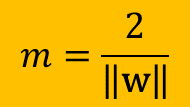 m = 2 / ‖w‖